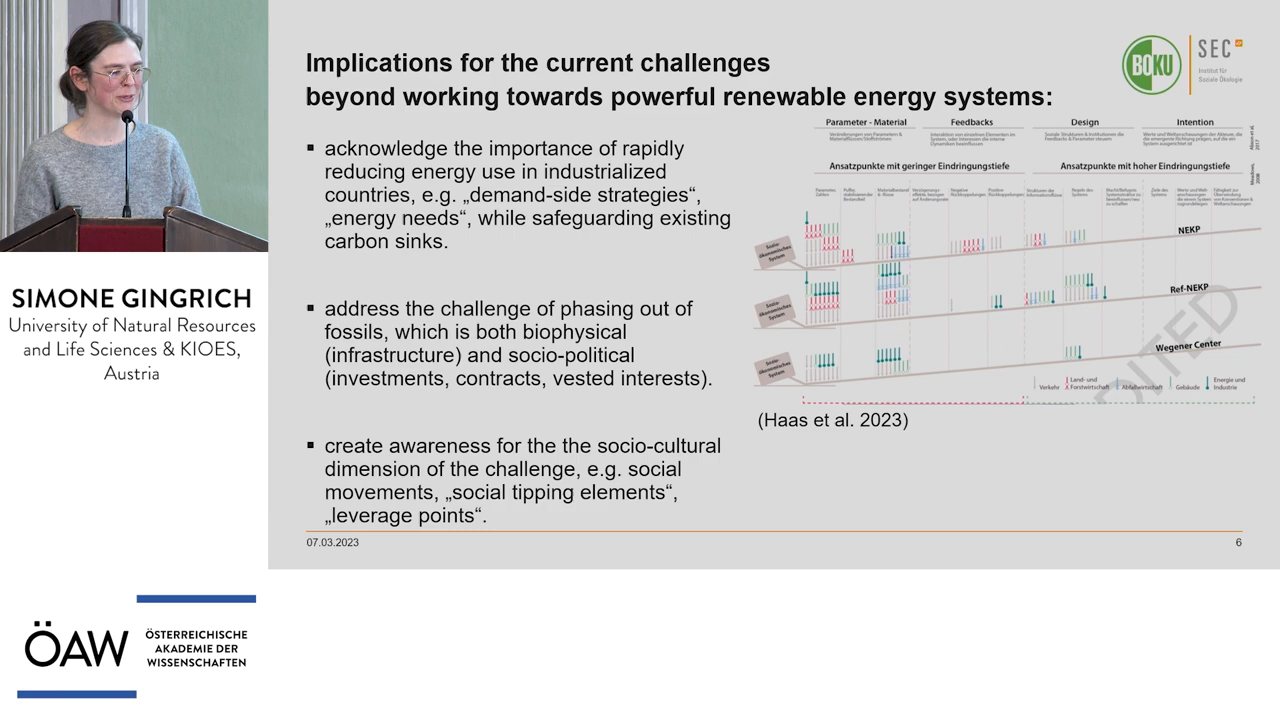 Implications for the current challenges
beyond working towards powerful renewable energy systems:
BOKU
SEC
Institut für
Soziale Ökologie
▪ acknowledge the importance of rapidly
reducing energy use in industrialized
countries, e.g. „demand-side strategies“,
„energy needs“, while safeguarding existing
carbon sinks.
▪ address the challenge of phasing out of
fossils, which is both biophysical
(infrastructure) and socio-political
(investments, contracts, vested interests).
▪ create awareness for the the socio-cultural
dimension of the challenge, e.g. social
movements, „social tipping elements“,
„leverage points“.
Parameter - Material
Feedbacks
Design
Intention
Ansatzpunkte mit geringer Eindringungstiefe
Ansatzpunkte mit hoher Eindringungstiefe
NEKP
Ref-NEKP
Wegener Center
Verkehr
Land- und
Forstwirtschaft
Abfallwirtschaft
Gebäude
Energie und
Industrie
(Haas et al. 2023)
07.03.2023
6
SIMONE GINGRICH
University of Natural Resources
and Life Sciences & KIOES,
Austria
ÖAW
ÖSTERREICHISCHE
AKADEMIE DER
WISSENSCHAFTEN